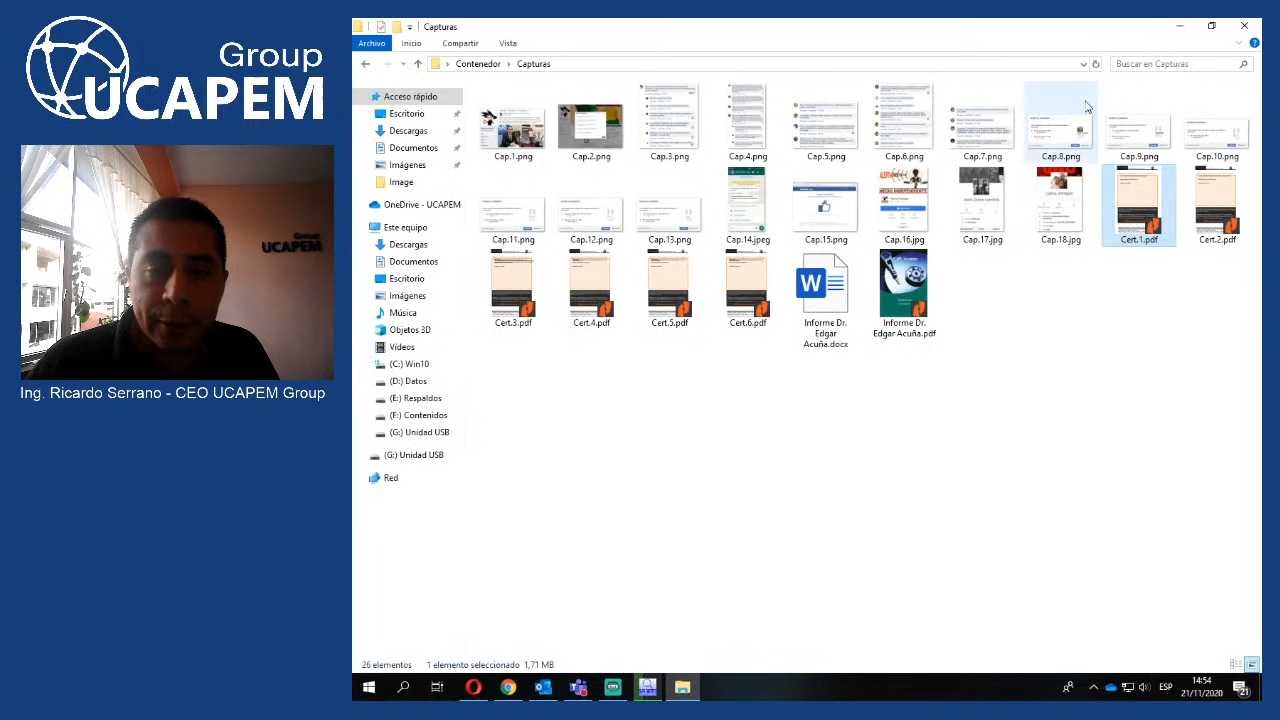 Group
UCAPEM
UCAPEM
Ing. Ricardo Serrano - CEO UCAPEM Group
Capturas
Archivo
Inicio
Compartir
Vista
Contenedor
Capturas
Buscar en Capturas
Acceso rápido
Escritorio
Descargas
Documentos
Imágenes
Image
OneDrive - UCAPEM
Este equipo
Descargas
Documentos
Escritorio
Imágenes
Música
Objetos 3D
Vídeos
(C:) Win10
(D:) Datos
(E:) Respaldos
(F:) Contenidos
(G:) Unidad USB
(G:) Unidad USB
Red
Cap.1.png
Cap.2.png
Cap.3.png
Cap.4.png
Cap.5.png
Cap.6.png
Cap.7.png
Cap.8.png
Cap.9.png
Cap.10.png
Cap.11.png
Cap.12.png
Cap.13.png
Cap.14.jpeg
Cap.15.png
Cap.16.jpg
Cap.17.jpg
Cap.18.jpg
Cert.1.pdf
Cert.2.pdf
Cert.3.pdf
Cert.4.pdf
Cert.5.pdf
Cert.6.pdf
Informe Dr.
Edgar
Acuña.docx
Informe Dr.
Edgar Acuña.pdf
26 elementos
1 elemento seleccionado
1,71 MB
ESP
14:54
21/11/2020
21